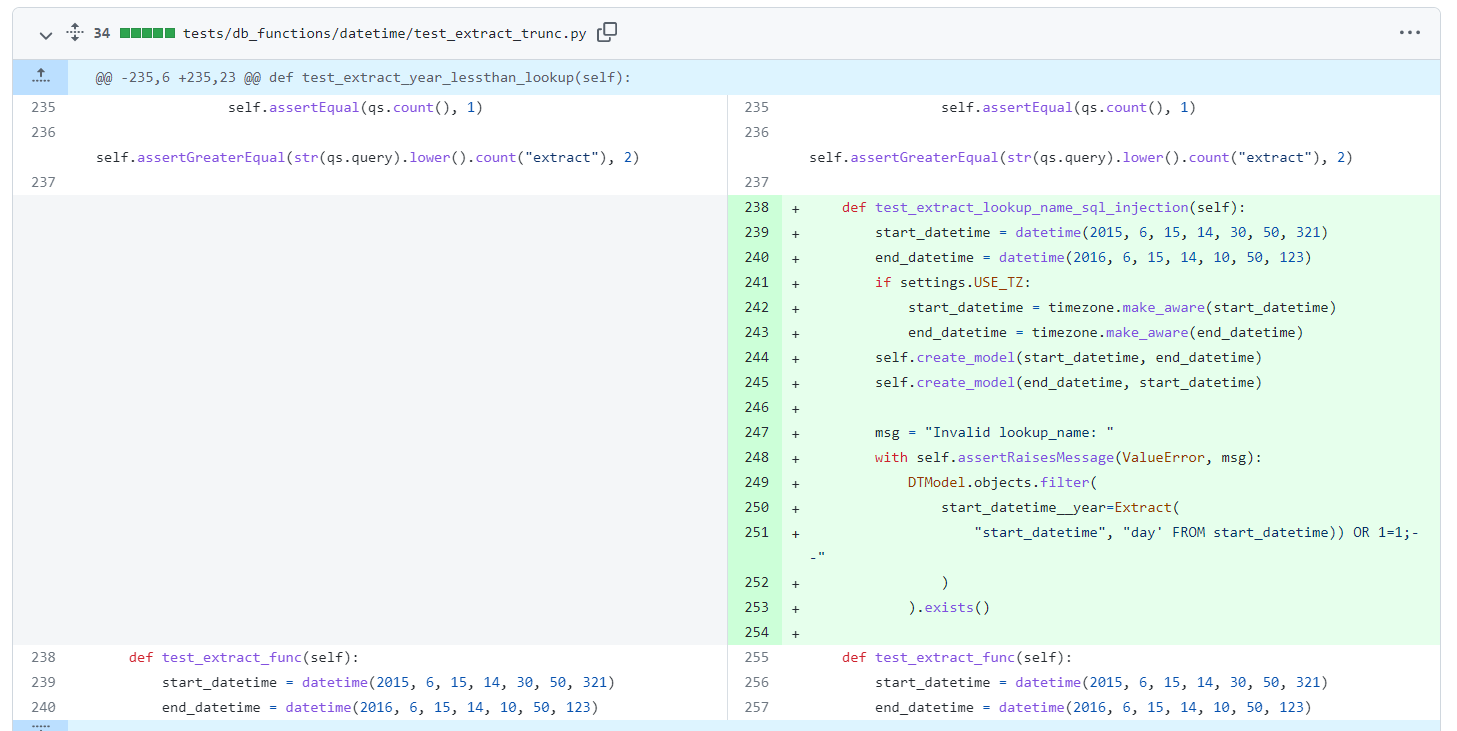 34 tests/db_functions/datetime/test_extract_trunc.py
@@ -235,6 +235,23 @@ def test_extract_year_lessthan_lookup(self):
235 self.assertEqual(qs.count(), 1)
236
self.assertGreaterEqual(str(qs.query).lower().count("extract"), 2)
237
238 def test_extract_func(self):
239 start_datetime = datetime(2015, 6, 15, 14, 30, 50, 321)
240 end_datetime = datetime(2016, 6, 15, 14, 10, 50, 123)
235 self.assertEqual(qs.count(), 1)
236
self.assertGreaterEqual(str(qs.query).lower().count("extract"), 2)
237
238 + def test_extract_lookup_name_sql_injection(self):
239 + start_datetime = datetime(2015, 6, 15, 14, 30, 50, 321)
240 + end_datetime = datetime(2016, 6, 15, 14, 10, 50, 123)
241 + if settings.USE_TZ:
242 + start_datetime = timezone.make_aware(start_datetime)
243 + end_datetime = timezone.make_aware(end_datetime)
244 + self.create_model(start_datetime, end_datetime)
245 + self.create_model(end_datetime, start_datetime)
246 +
247 + msg = "Invalid lookup_name: "
248 + with self.assertRaisesMessage(ValueError, msg):
249 + DTModel.objects.filter(
250 + start_datetime__year=Extract(
251 + "start_datetime", "day' FROM start_datetime)) OR 1=1;-
-"
252 + )
253 + ).exists()
254 +
255 def test_extract_func(self):
256 start_datetime = datetime(2015, 6, 15, 14, 30, 50, 321)
257 end_datetime = datetime(2016, 6, 15, 14, 10, 50, 123)